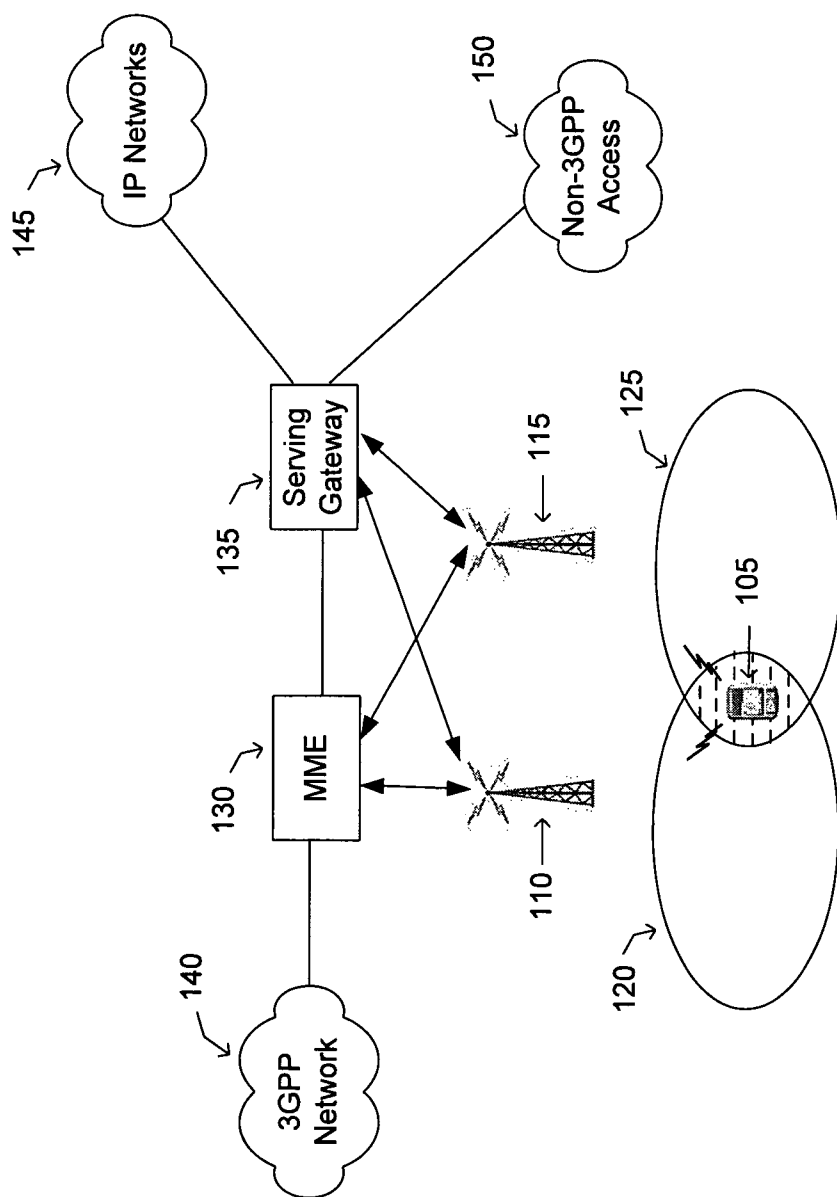 145
IP Networks
150
Non-3GPP
Access
135
Serving
Gateway
130
MME
140
3GPP
Network
115
110
125
105
120